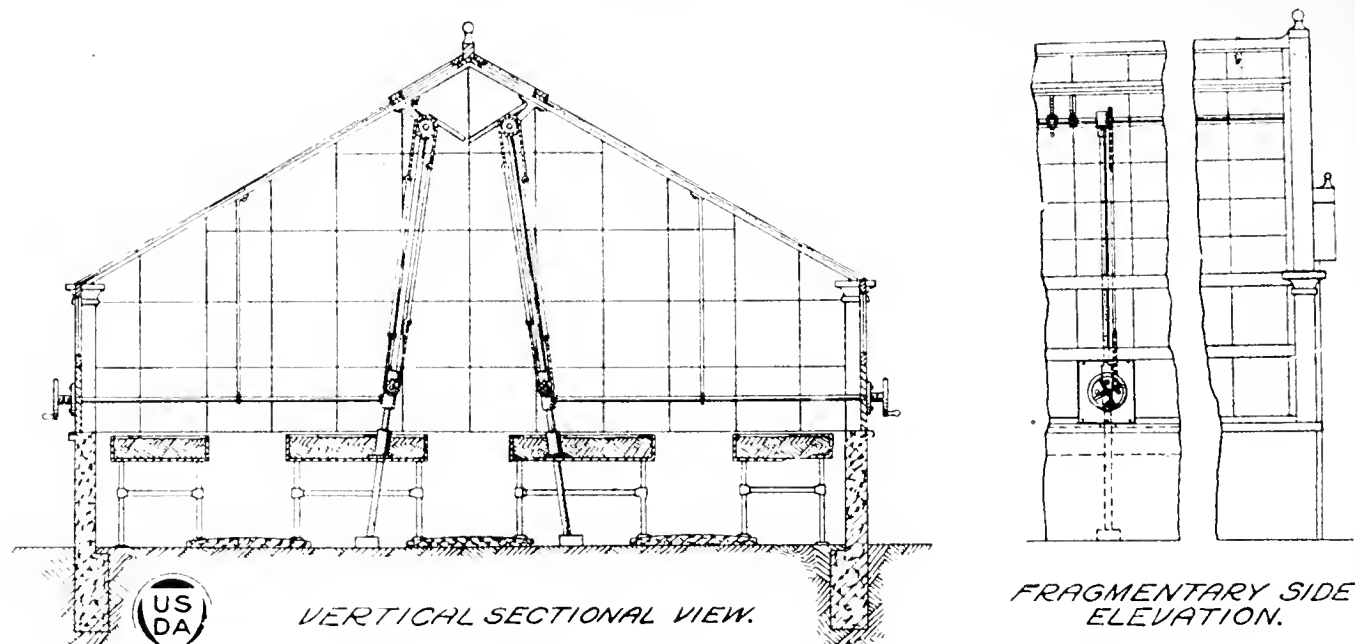 US
DA
VERTICAL SECTIONAL VIEW.
FRAGMENTARY SIDE
ELEVATION.